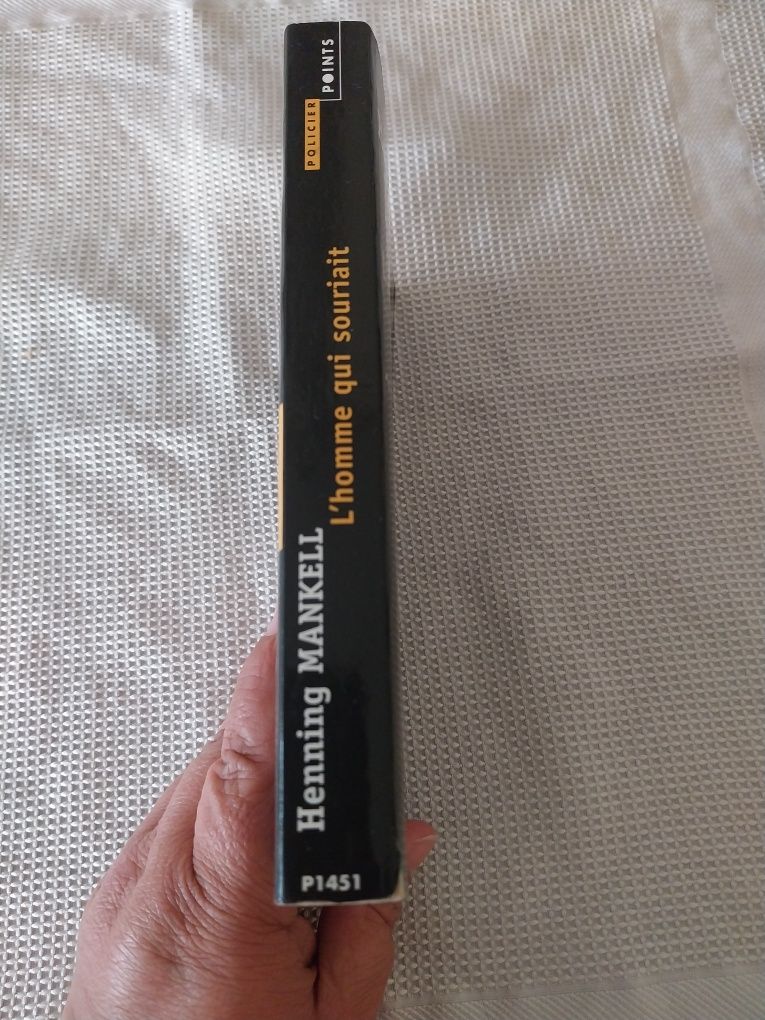 POINTS
POLICIER
L'homme qui souriait
Henning MANKELL
P1451